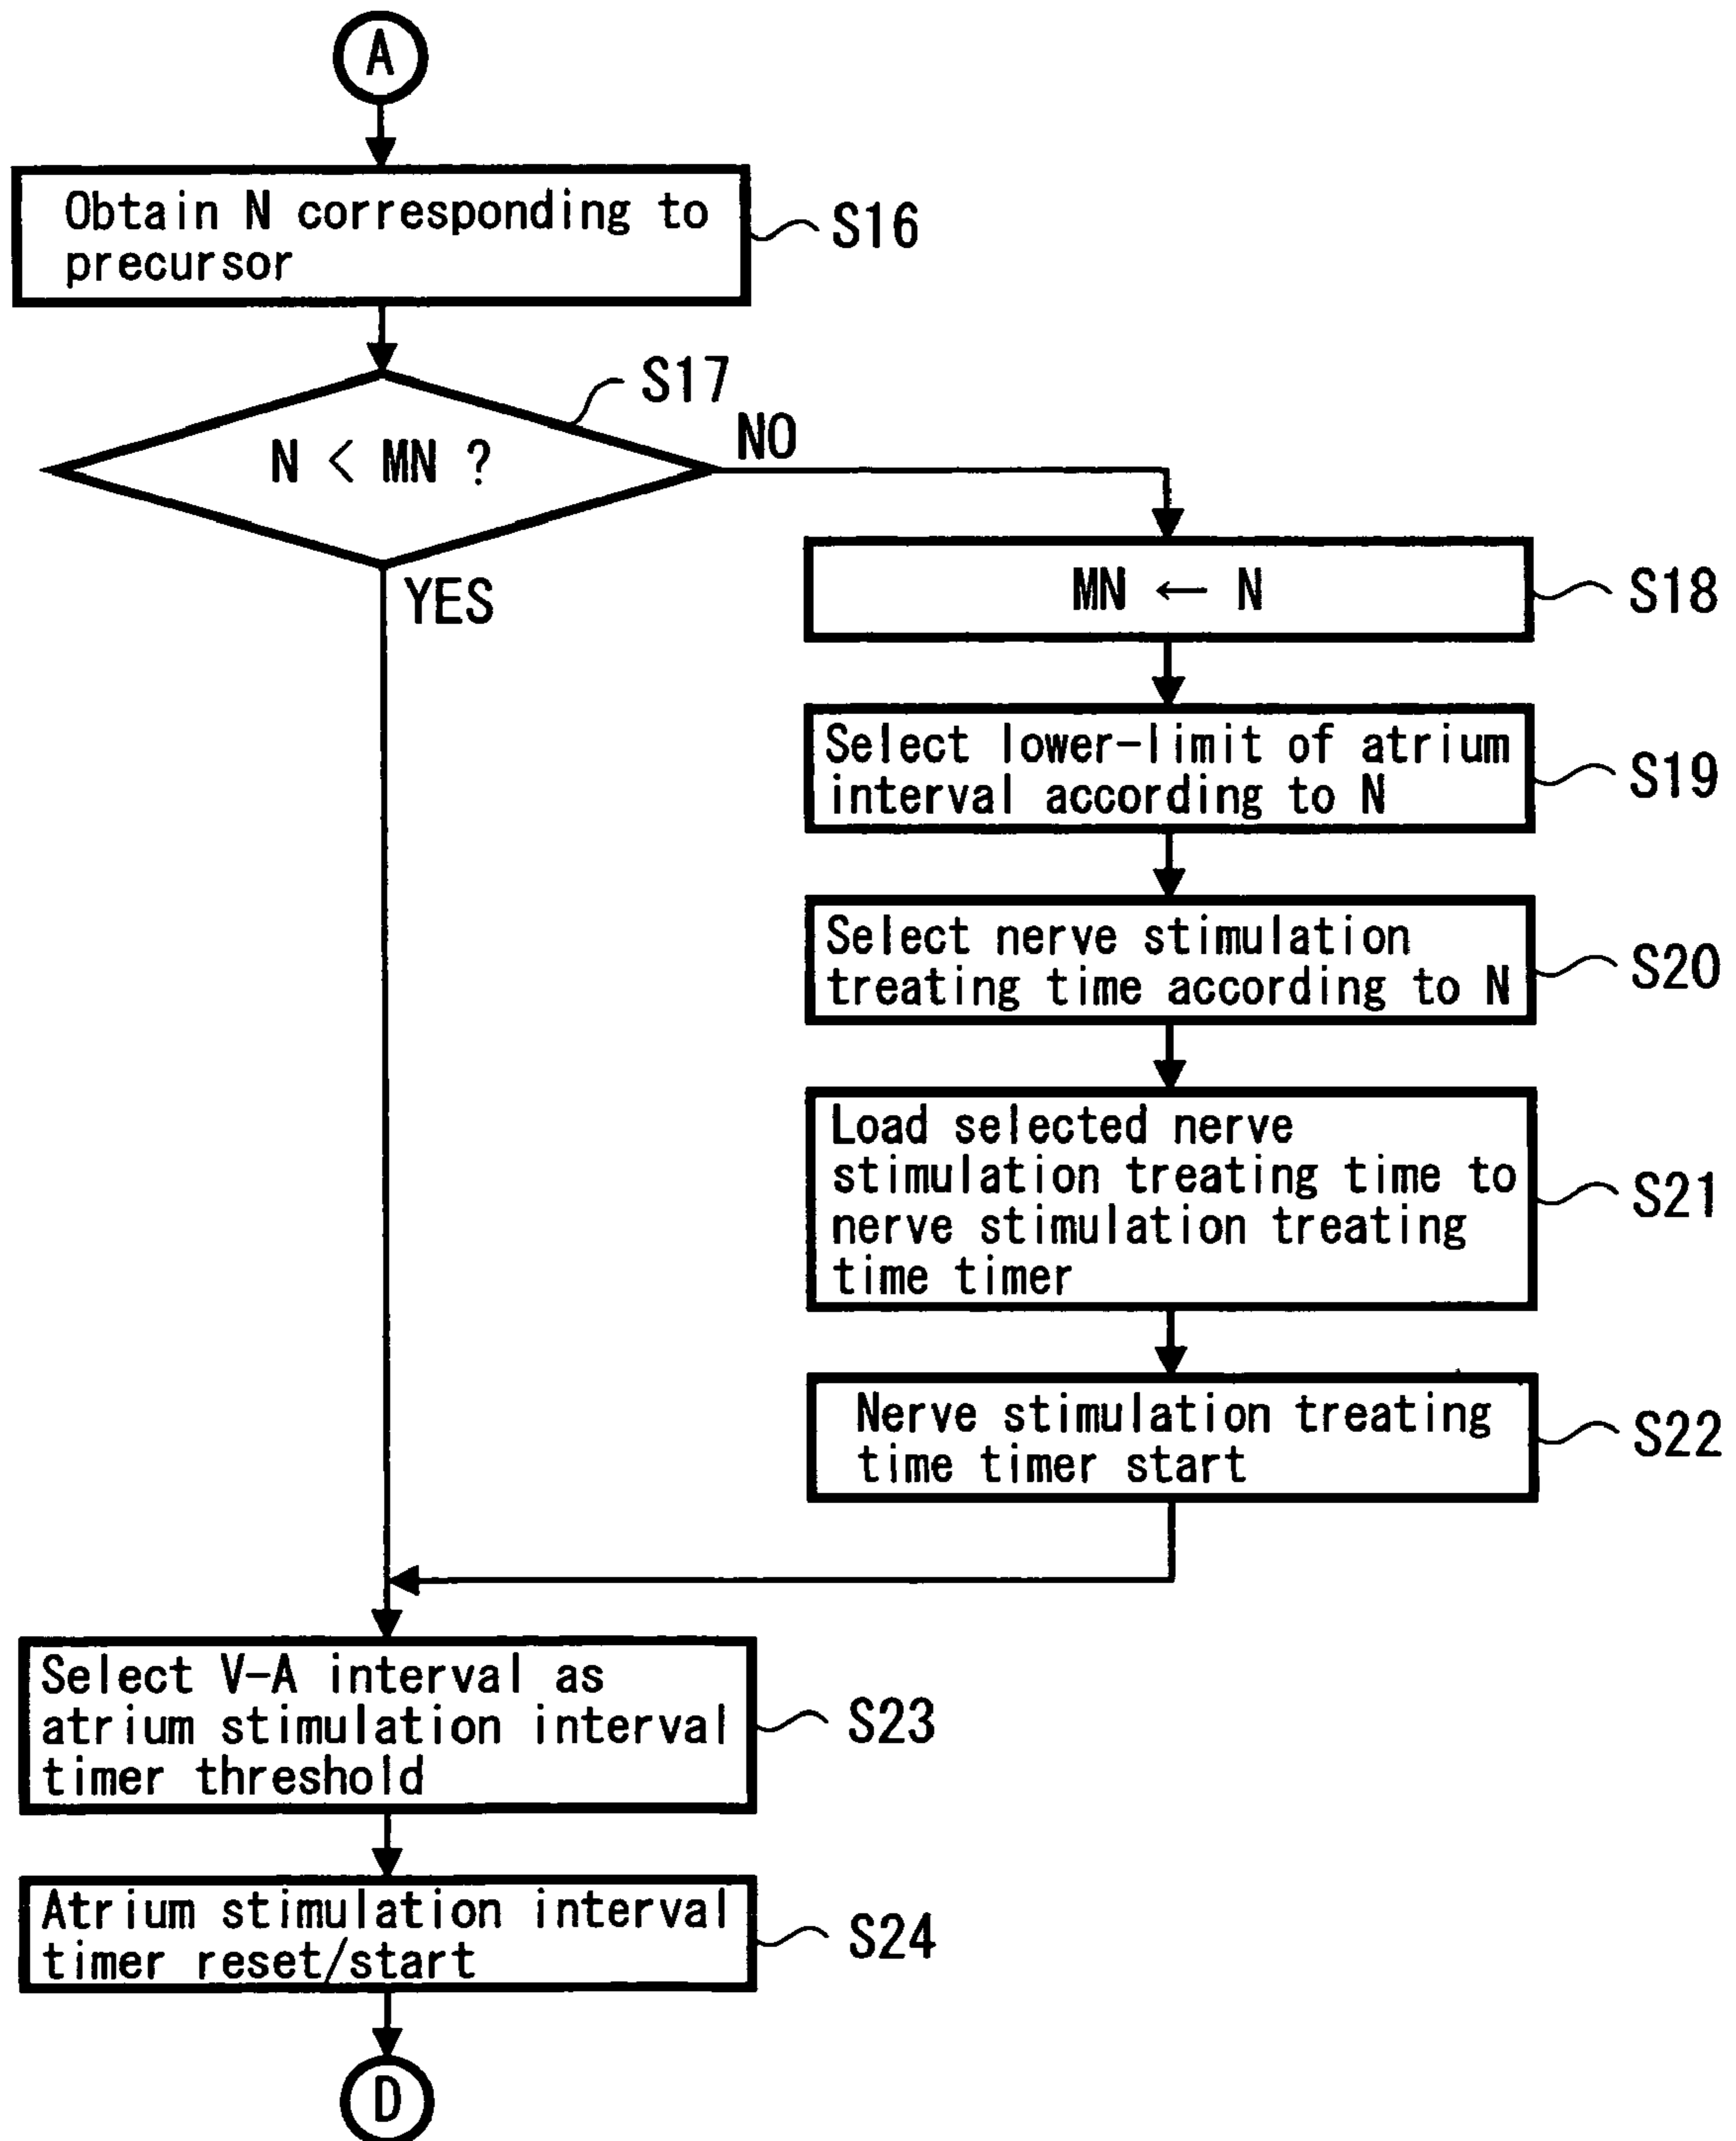 A
Obtain N corresponding to
precursor
S16
S17
N < MN ?
NO
YES
MN ← N
S18
Select lower-limit of atrium
interval according to N
S19
Select nerve stimulation
treating time according to N
S20
Load selected nerve
stimulation treating time to
nerve stimulation treating
time timer
S21
Nerve stimulation treating
time timer start
S22
Select V-A interval as
atrium stimulation interval
timer threshold
S23
Atrium stimulation interval
timer reset/start
S24
D